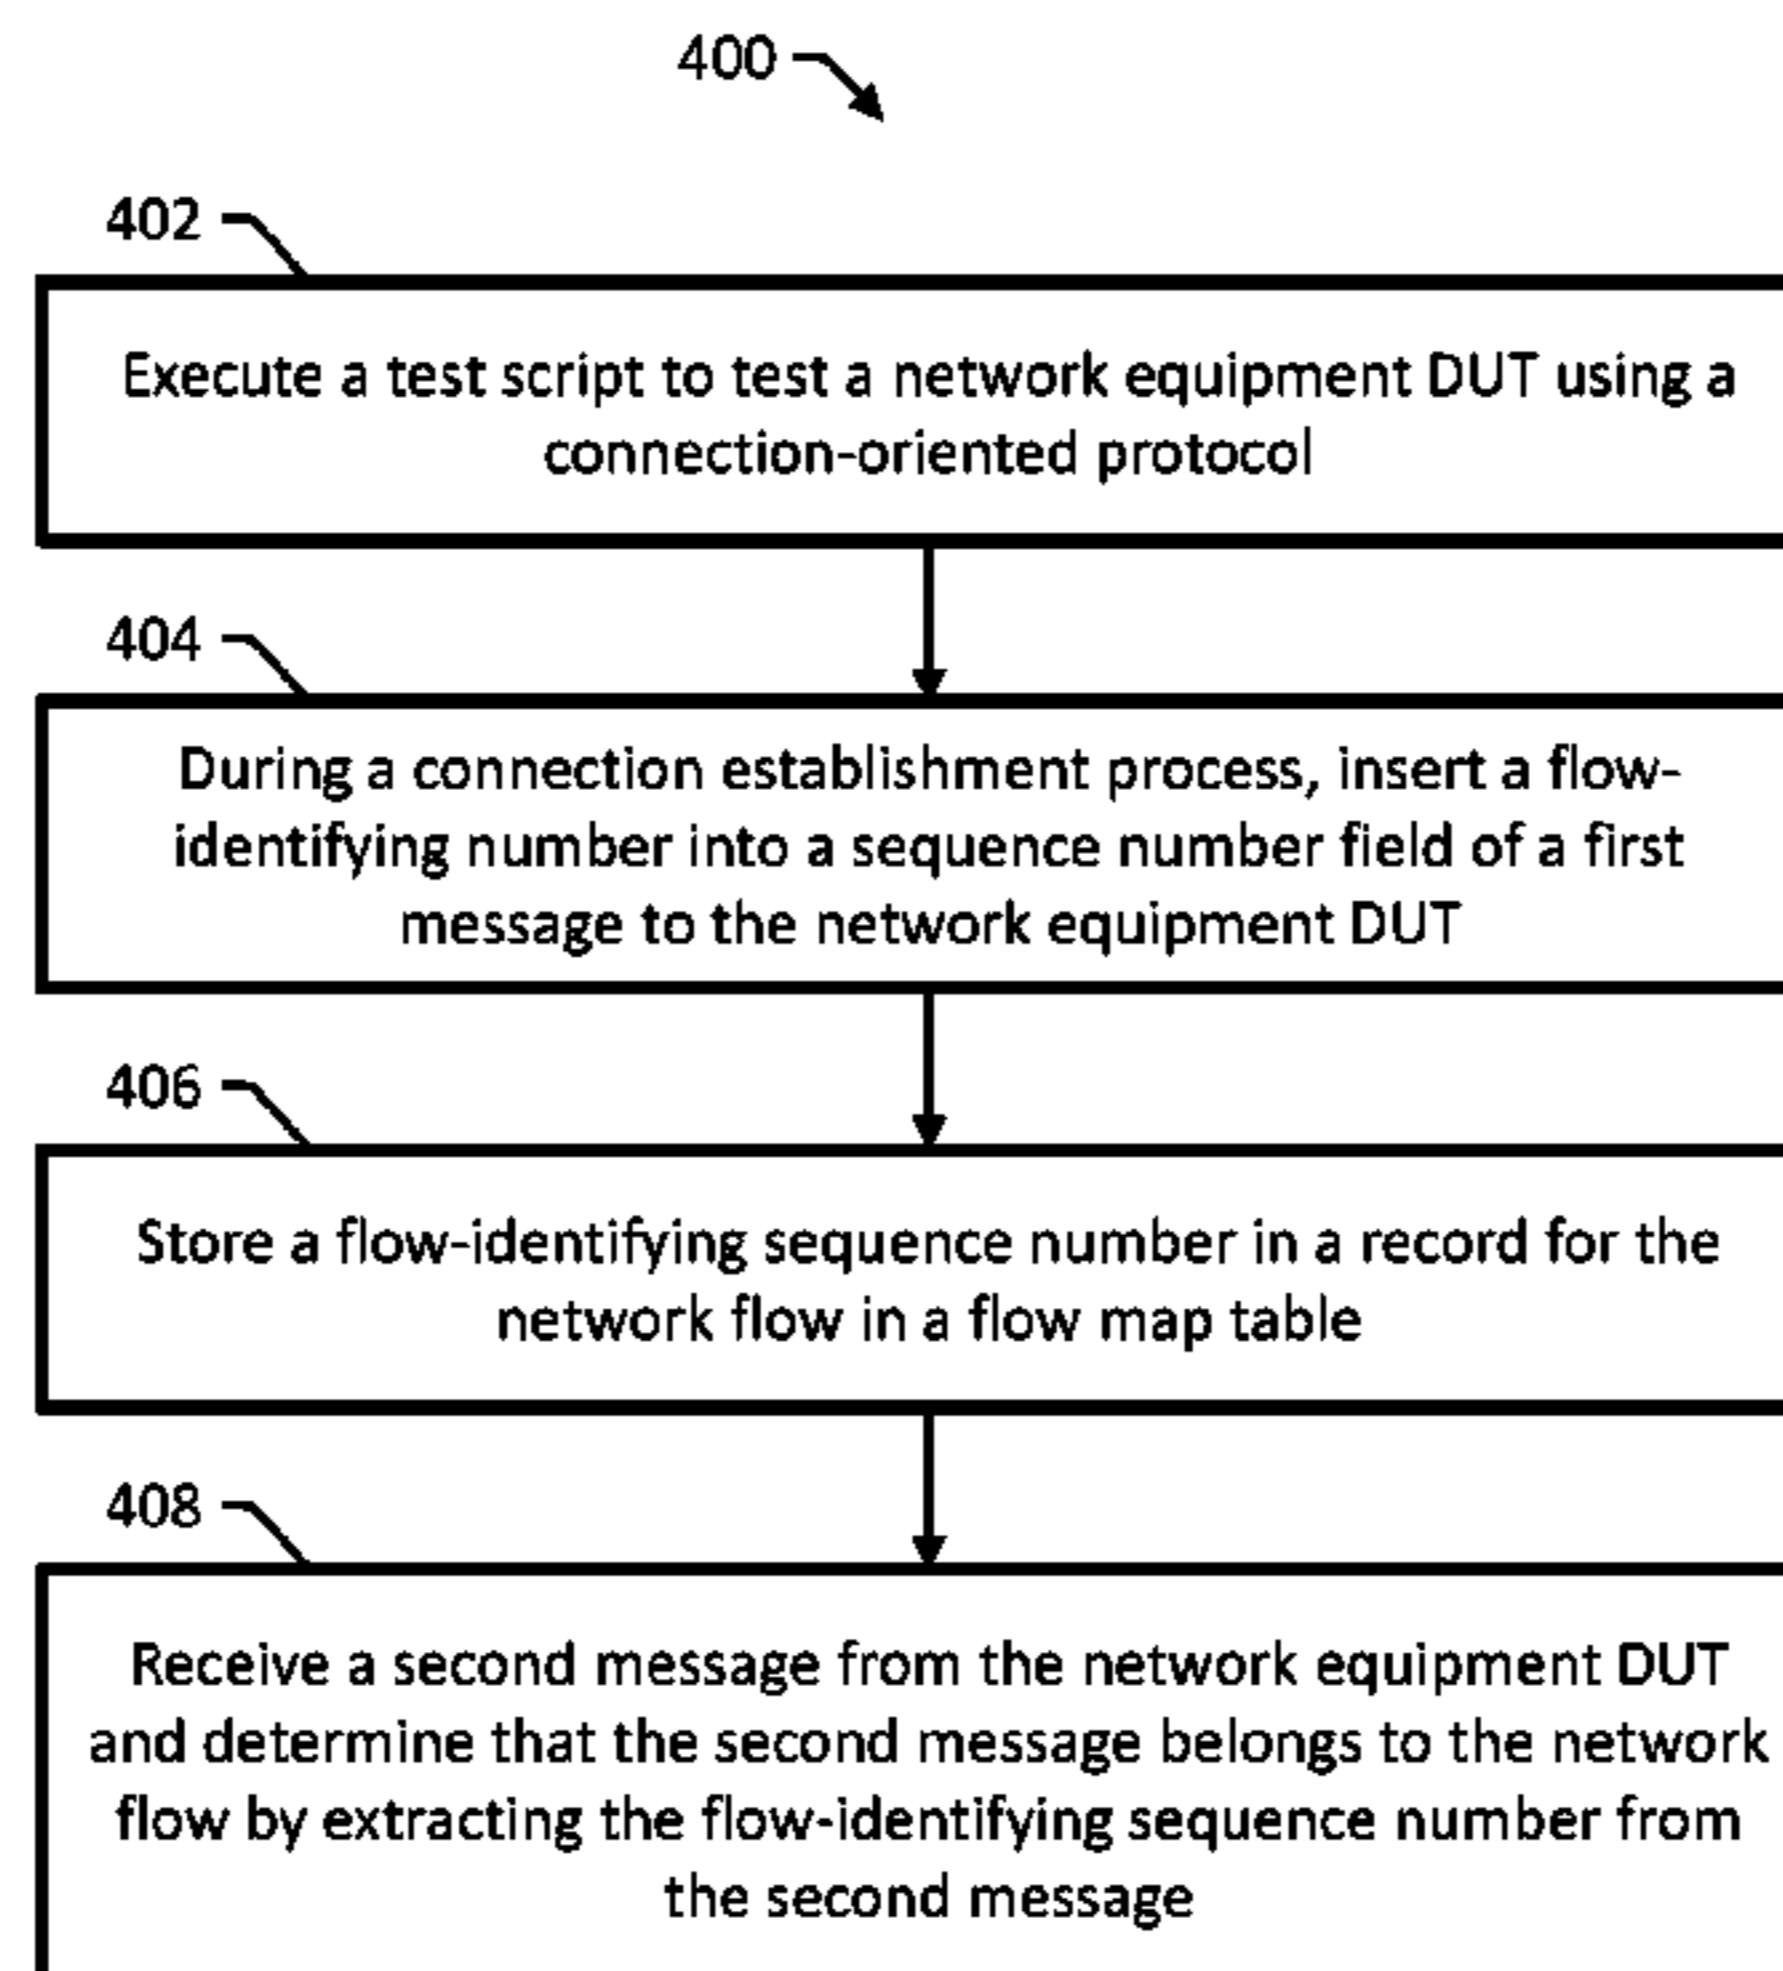 400
402
Execute a test script to test a network equipment DUT using a
connection-oriented protocol
404
During a connection establishment process, insert a flow-
identifying number into a sequence number field of a first
message to the network equipment DUT
406
Store a flow-identifying sequence number in a record for the
network flow in a flow map table
408
Receive a second message from the network equipment DUT
and determine that the second message belongs to the network
flow by extracting the flow-identifying sequence number from
the second message